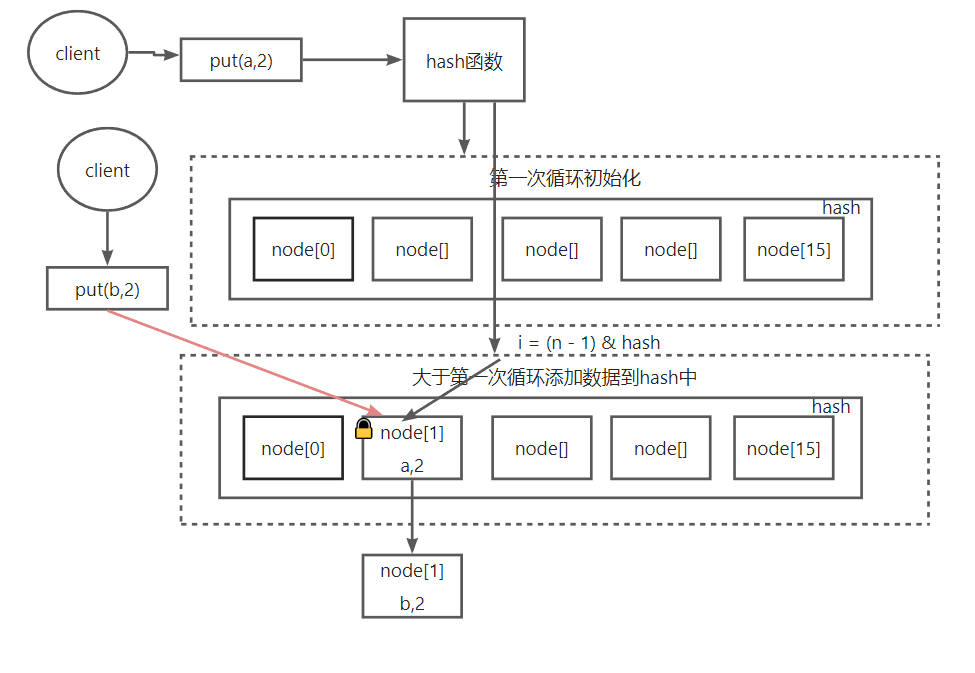 client
put(a,2)
hash函数
client
put(b,2)
第一次循环初始化
hash
node[0]
node[]
node[]
node[]
node[15]
i = (n - 1) & hash
大于第一次循环添加数据到hash中
hash
node[0]
node[1]
a,2
node[]
node[]
node[15]
node[1]
b,2